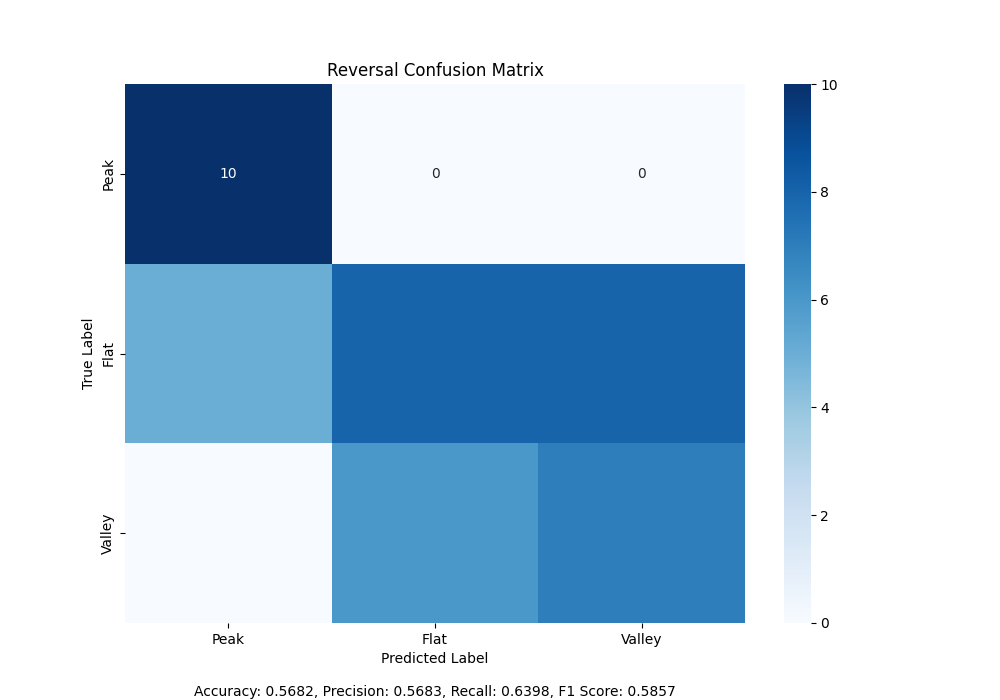 Reversal Confusion Matrix
10 0 0
Peak
Flat
Valley
True Label
Peak Flat Valley
Predicted Label
10
8
6
4
2
0
Accuracy: 0.5682, Precision: 0.5683, Recall: 0.6398, F1 Score: 0.5857